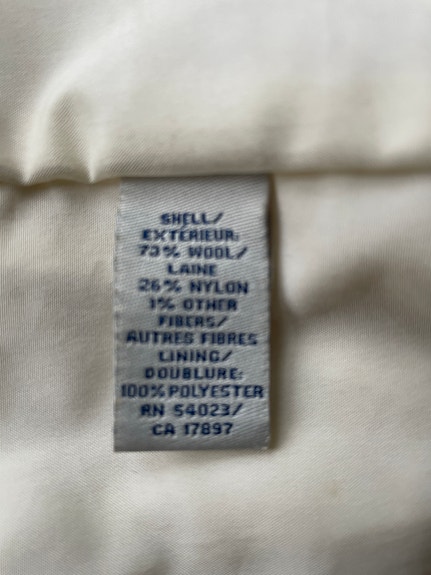 SHELL/
EXTÉRIEUR:
73% WOOL/
LAINE
26% NYLON
1% OTHER
FIBERS/
AUTRES FIBRES
LINING/
DOUBLURE:
100% POLYESTER
RN 54023/
CA 17897